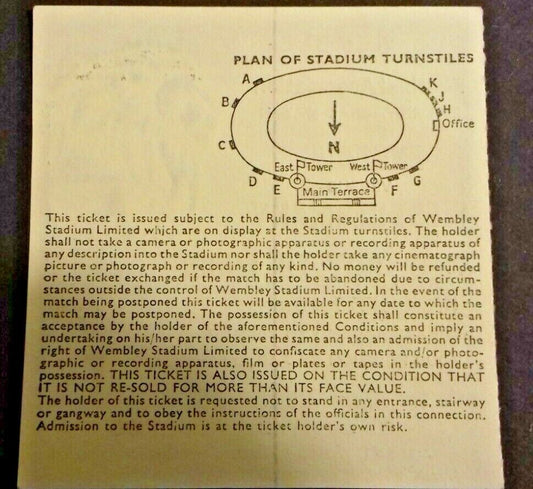 PLAN OF STADIUM TURNSTILES
A
K
J
B
H
Office
N
C
East Tower
West Tower
D
E
Main Terrace
F
G
This ticket is issued subject to the Rules and Regulations of Wembley
Stadium Limited which are on display at the Stadium turnstiles. The holder
shall not take a camera or photographic apparatus or recording apparatus of
any description into the Stadium nor shall the holder take any cinematograph
picture or photograph or recording of any kind. No money will be refunded
or the ticket exchanged if the match has to be abandoned due to circum-
stances outside the control of Wembley Stadium Limited. In the event of the
match being postponed this ticket will be available for any date to which the
match may be postponed. The possession of this ticket shall constitute an
acceptance by the holder of the aforementioned Conditions and imply an
undertaking on his/her part to observe the same and also an admission of the
right of Wembley Stadium Limited to confiscate any camera and/or photo-
graphic or recording apparatus, film or plates or tapes in the holder's
possession. THIS TICKET IS ALSO ISSUED ON THE CONDITION THAT
IT IS NOT RE-SOLD FOR MORE THAN ITS FACE VALUE.
The holder of this ticket is requested not to stand in any entrance, stairway
or gangway and to obey the instructions of the officials in this connection.
Admission to the Stadium is at the ticket holder's own risk.